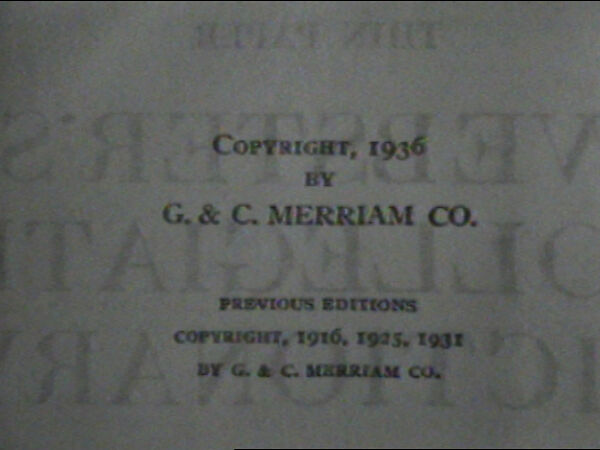 COPYRIGHT, 1936
BY
G. & C. MERRIAM CO.
PREVIOUS EDITIONS
COPYRIGHT, 1916, 1925, 1931
BY G. & C. MERRIAM CO.